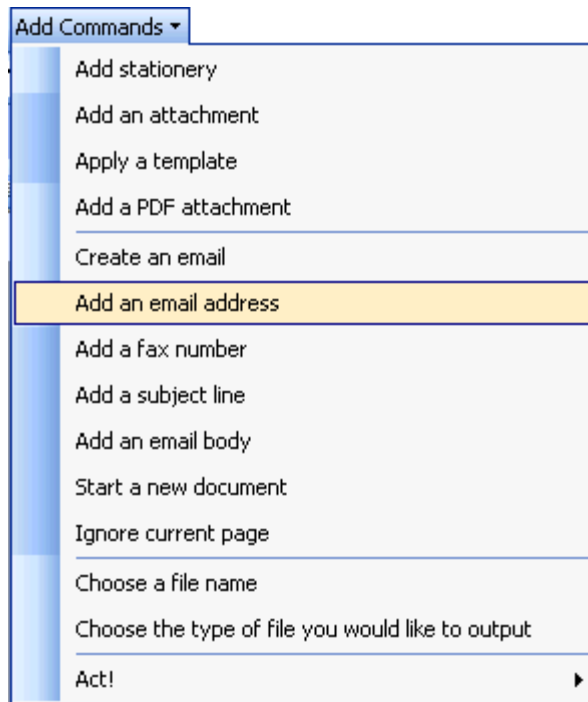 Add Commands
Add stationery
Add an attachment
Apply a template
Add a PDF attachment
Create an email
Add an email address
Add a fax number
Add a subject line
Add an email body
Start a new document
Ignore current page
Choose a file name
Choose the type of file you would like to output
Act!